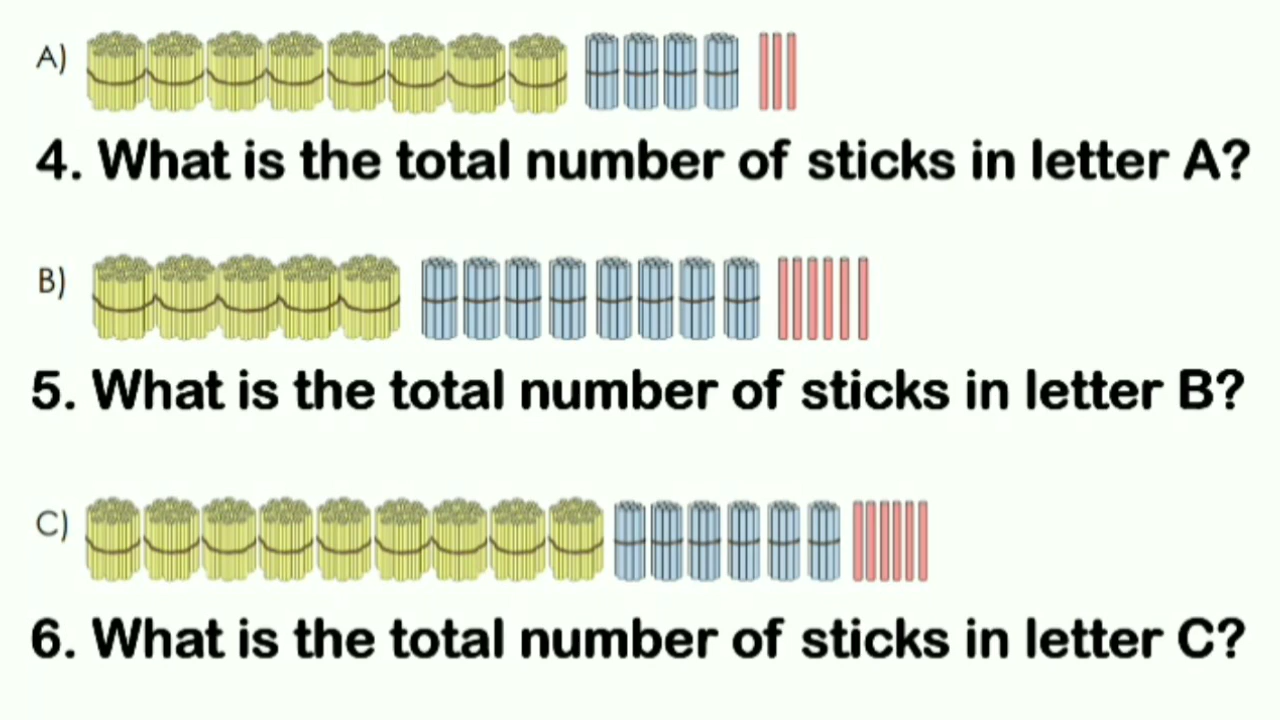 A)
4. What is the total number of sticks in letter A?
B)
5. What is the total number of sticks in letter B?
C)
6. What is the total number of sticks in letter C?